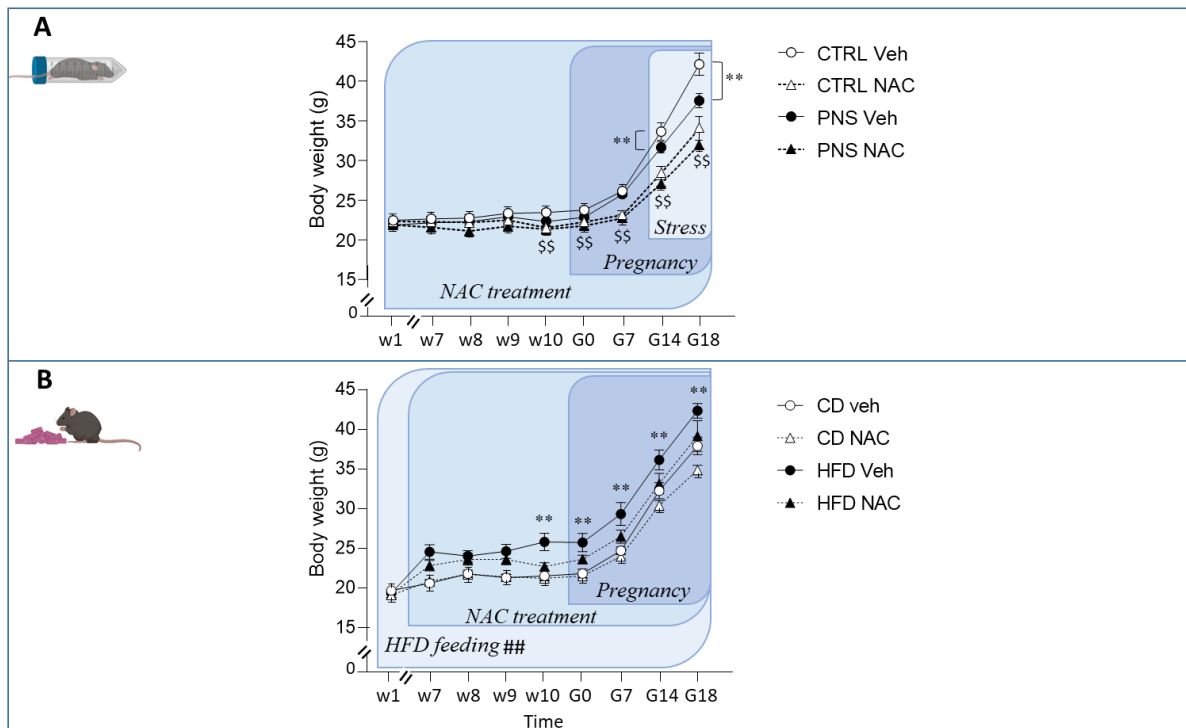 A
45
40
35
30
25
20
15
0
Body weight (g)
**
**
$$
$$
$$
$$
$$
Stress
Pregnancy
NAC treatment
w1 w7 w8 w9 w10 G0 G7 G14 G18
CTRL Veh
CTRL NAC
PNS Veh
PNS NAC
B
45
40
35
30
25
20
15
0
Body weight (g)
**
**
**
**
**
Pregnancy
NAC treatment
HFD feeding ##
w1 w7 w8 w9 w10 G0 G7 G14 G18
Time
CD veh
CD NAC
HFD Veh
HFD NAC